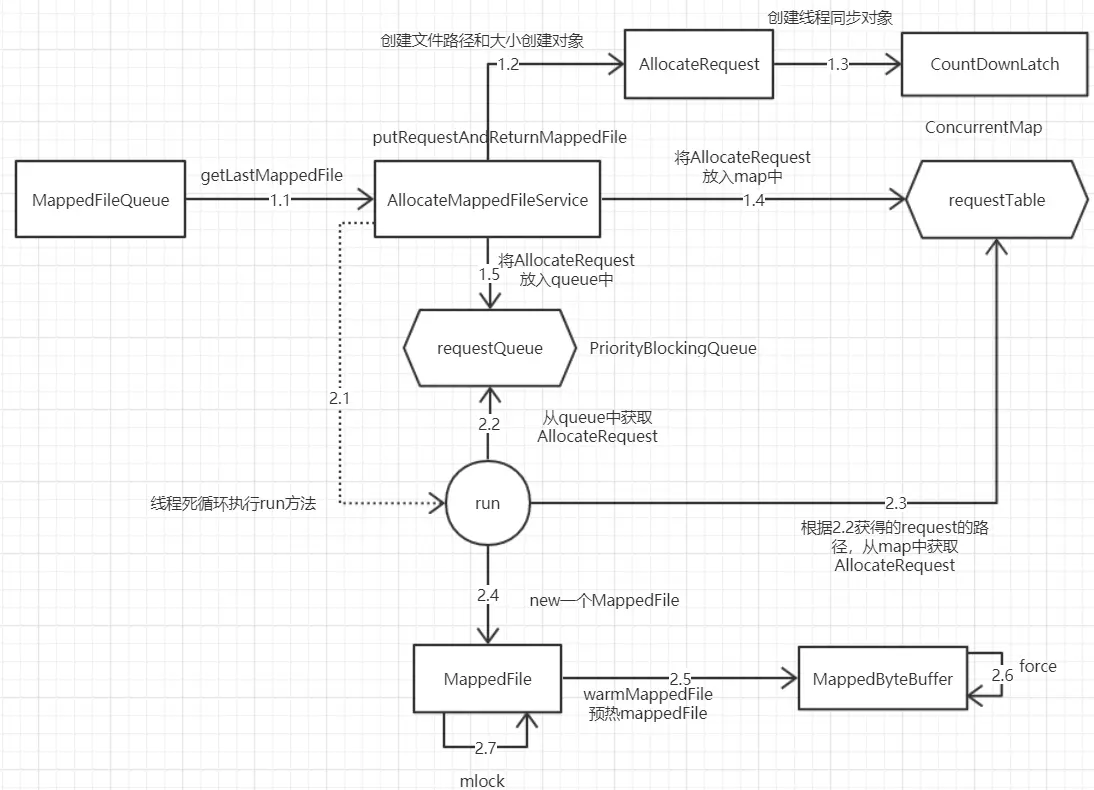 创建线程同步对象
创建文件路径和大小创建对象
1.2
AllocateRequest
1.3
CountDownLatch
putRequestAndReturnMappedFile
ConcurrentMap
MappedFileQueue
getLastMappedFile
1.1
AllocateMappedFileService
将AllocateRequest
放入map中
1.4
requestTable
1.5
将AllocateRequest
放入queue中
requestQueue
PriorityBlockingQueue
2.1
2.2
从queue中获取
AllocateRequest
线程死循环执行run方法
run
2.3
根据2.2获得的request的路
径，从map中获取
AllocateRequest
2.4
new一个MappedFile
MappedFile
2.5
warmMappedFile
预热mappedFile
MappedByteBuffer
2.6
force
2.7
mlock